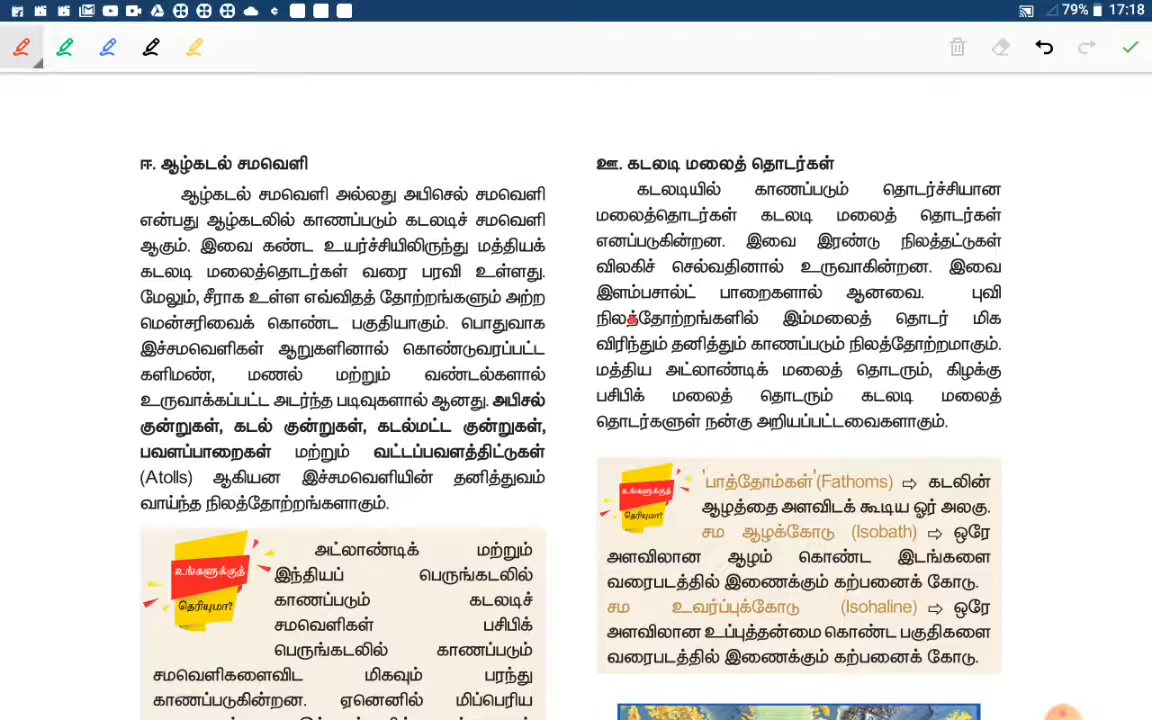 79% 17:18
ஈ. ஆழ்கடல் சமவெளி
ஆழ்கடல் சமவெளி அல்லது அபிசெல் சமவெளி
என்பது ஆழ்கடலில் காணப்படும் கடலடிச் சமவெளி
ஆகும். இவை கண்ட உயர்ச்சியிலிருந்து மத்தியக்
கடலடி மலைத்தொடர்கள் வரை பரவி உள்ளது.
மேலும், சீராக உள்ள எவ்விதத் தோற்றங்களும் அற்ற
மென்சரிவைக் கொண்ட பகுதியாகும். பொதுவாக
இச்சமவெளிகள் ஆறுகளினால் கொண்டுவரப்பட்ட
களிமண், மணல் மற்றும் வண்டல்களால்
உருவாக்கப்பட்ட அடர்ந்த படிவுகளால் ஆனது. அபிசல்
குன்றுகள், கடல் குன்றுகள், கடல்மட்ட குன்றுகள்,
பவளப்பாறைகள் மற்றும் வட்டப்பவளத்திட்டுகள்
(Atolls) ஆகியன இச்சமவெளியின் தனித்துவம்
வாய்ந்த நிலத்தோற்றங்களாகும்.
உங்களுக்குத்
தெரியுமா?
அட்லாண்டிக் மற்றும்
இந்தியப் பெருங்கடலில்
காணப்படும் கடலடிச்
சமவெளிகள் பசிபிக்
பெருங்கடலில் காணப்படும்
சமவெளிகளைவிட மிகவும் பரந்து
காணப்படுகின்றன. ஏனெனில் மிப்பெரிய
ஊ. கடலடி மலைத் தொடர்கள்
கடலடியில் காணப்படும் தொடர்ச்சியான
மலைத்தொடர்கள் கடலடி மலைத் தொடர்கள்
எனப்படுகின்றன. இவை இரண்டு நிலத்தட்டுகள்
விலகிச் செல்வதினால் உருவாகின்றன. இவை
இளம்பசால்ட் பாறைகளால் ஆனவை. புவி
நிலத்தோற்றங்களில் இம்மலைத் தொடர் மிக
விரிந்தும் தனித்தும் காணப்படும் நிலத்தோற்றமாகும்.
மத்திய அட்லாண்டிக் மலைத் தொடரும், கிழக்கு
பசிபிக் மலைத் தொடரும் கடலடி மலைத்
தொடர்களுள் நன்கு அறியப்பட்டவைகளாகும்.
உங்களுக்குத்
தெரியுமா?
'பாத்தோம்கள்'(Fathoms) ⇨ கடலின்
ஆழத்தை அளவிடக் கூடிய ஓர் அலகு.
சம ஆழக்கோடு (Isobath) ⇨ ஒரே
அளவிலான ஆழம் கொண்ட இடங்களை
வரைபடத்தில் இணைக்கும் கற்பனைக் கோடு.
சம உவர்ப்புக்கோடு (Isohaline) ⇨ ஒரே
அளவிலான உப்புத்தன்மை கொண்ட பகுதிகளை
வரைபடத்தில் இணைக்கும் கற்பனைக் கோடு.